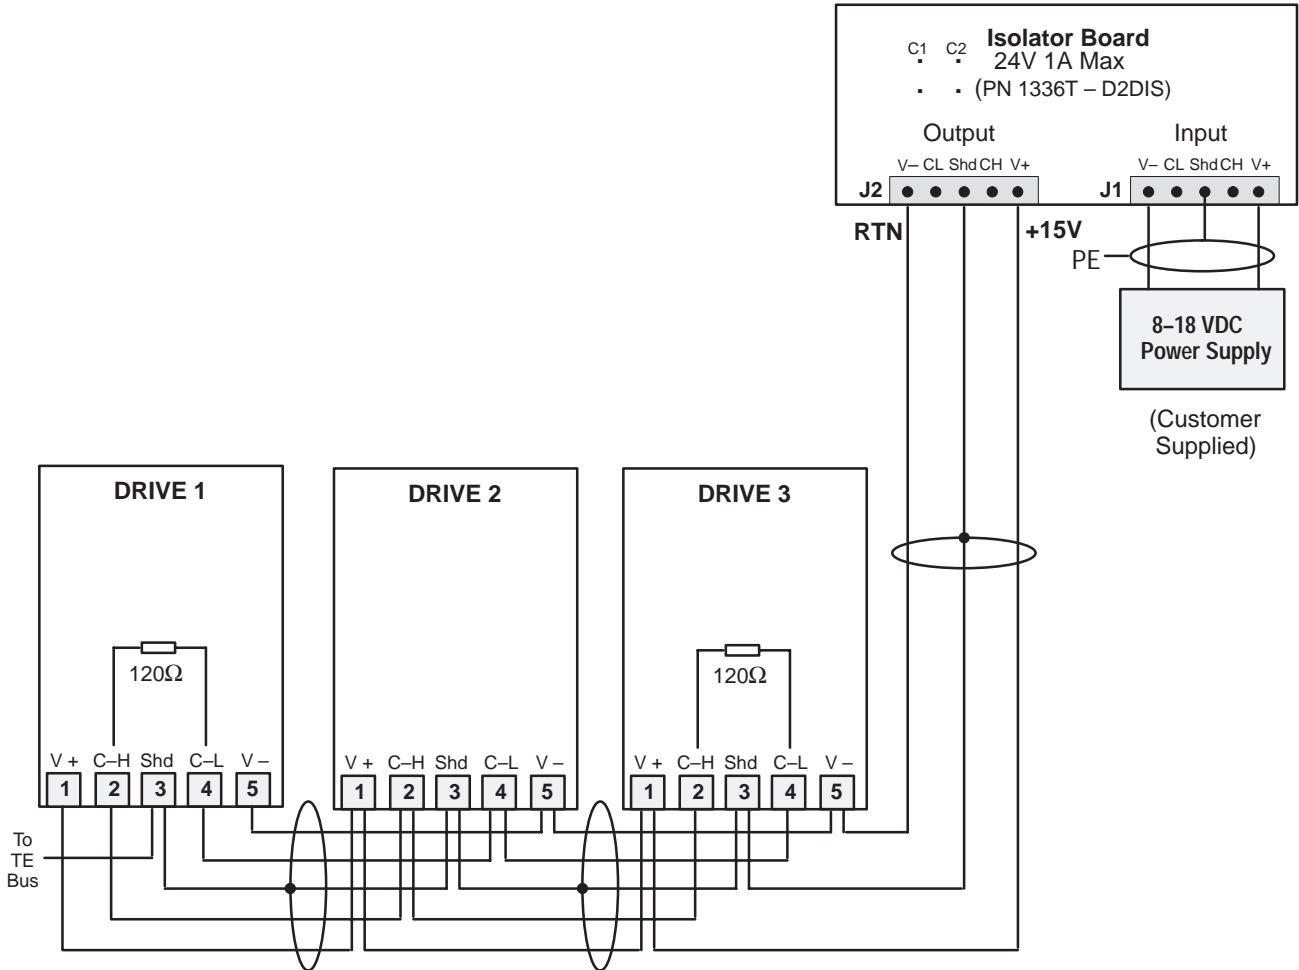 C1 C2 Isolator Board
24V 1A Max
(PN 1336T – D2DIS)
Output Input
V– CL Shd CH V+ V– CL Shd CH V+
J2 J1
RTN +15V
PE
8–18 VDC
Power Supply
(Customer
Supplied)
DRIVE 1 DRIVE 2 DRIVE 3
120Ω 120Ω
V + C–H Shd C–L V – V + C–H Shd C–L V – V + C–H Shd C–L V –
1 2 3 4 5 1 2 3 4 5 1 2 3 4 5
To
TE
Bus